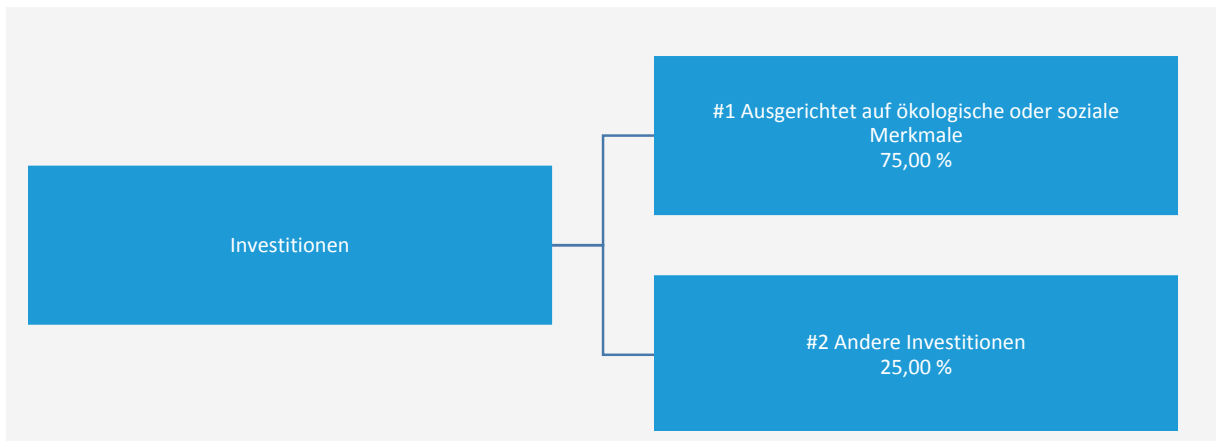 Investitionen
#1 Ausgerichtet auf ökologische oder soziale
Merkmale
75,00 %
#2 Andere Investitionen
25,00 %